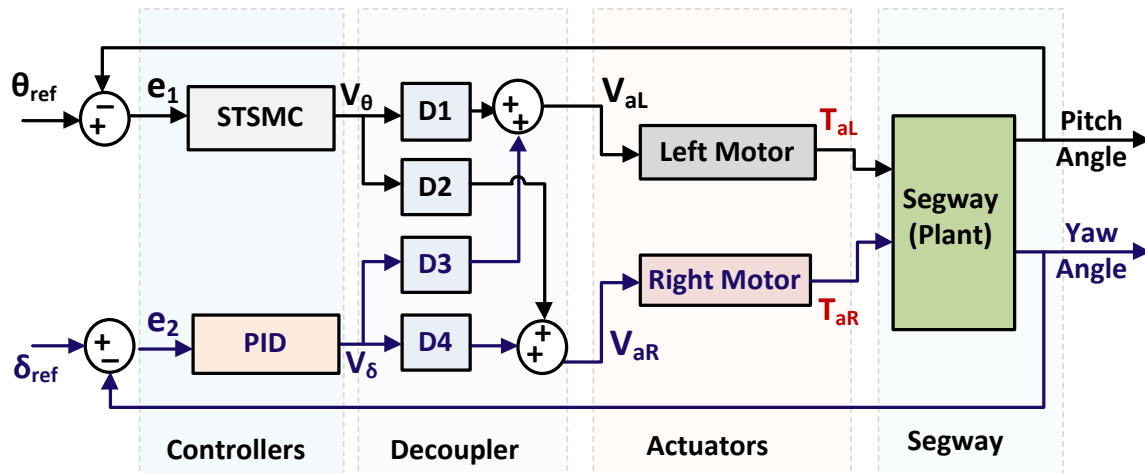 θref
−
+
e1
STSMC
Vθ
D1
+
+
VaL
Left Motor
TaL
Segway
(Plant)
Pitch
Angle
D2
D3
Yaw
Angle
δref
+
−
e2
PID
Vδ
D4
+
+
VaR
Right Motor
TaR
Controllers
Decoupler
Actuators
Segway